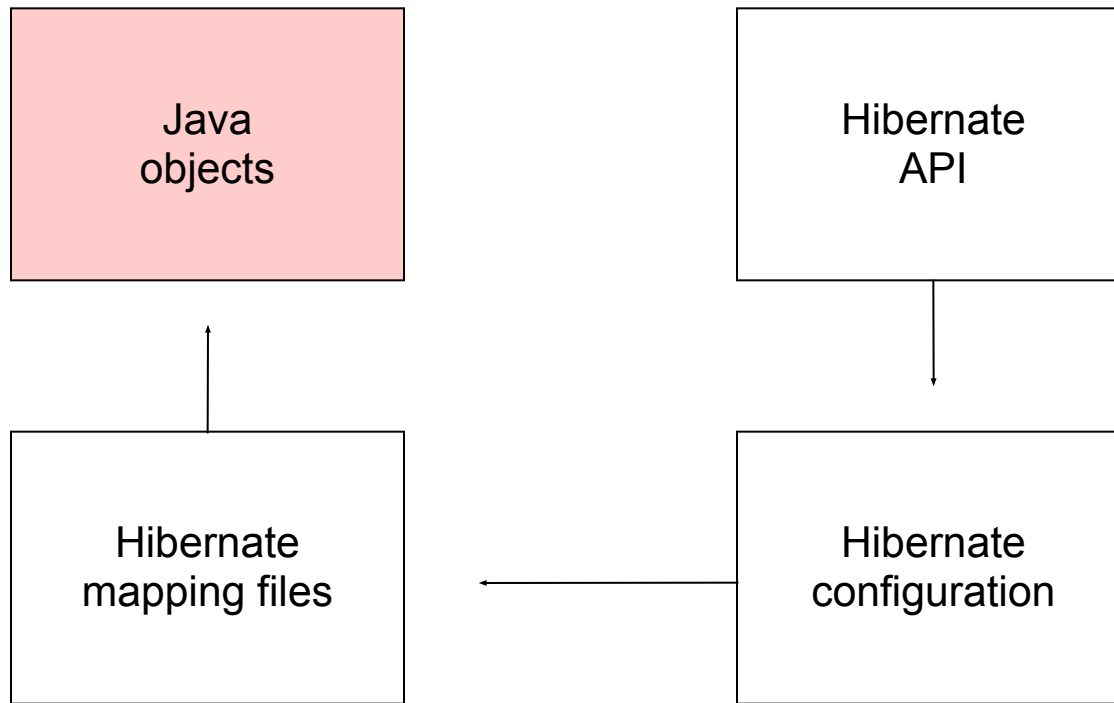 Java
objects
Hibernate
API
Hibernate
mapping files
Hibernate
configuration